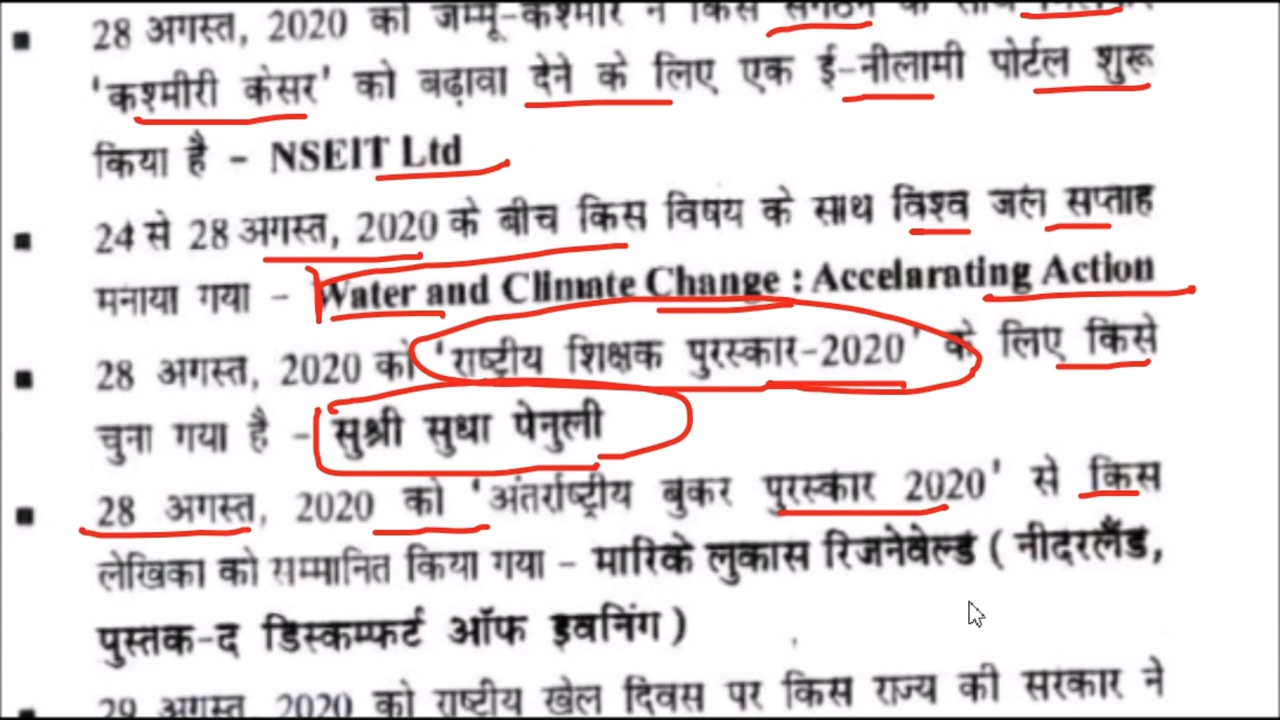 28 अगस्त, 2020 को जम्मू-कश्मीर ने किस संगठन के साथ मिलकर
'कश्मीरी केसर' को बढ़ावा देने के लिए एक ई-नीलामी पोर्टल शुरू
किया है - NSEIT Ltd
24 से 28 अगस्त, 2020 के बीच किस विषय के साथ विश्व जल सप्ताह
मनाया गया - Water and Climate Change : Accelarating Action
28 अगस्त, 2020 को 'राष्ट्रीय शिक्षक पुरस्कार-2020' के लिए किसे
चुना गया है - सुश्री सुधा पेनुली
28 अगस्त, 2020 को 'अंतर्राष्ट्रीय बुकर पुरस्कार 2020' से किस
लेखिका को सम्मानित किया गया - मारिके लुकास रिजनेवेल्ड ( नीदरलैंड,
पुस्तक-द डिस्कम्फर्ट ऑफ इवनिंग )
29 अगस्त, 2020 को राष्ट्रीय खेल दिवस पर किस राज्य की सरकार ने